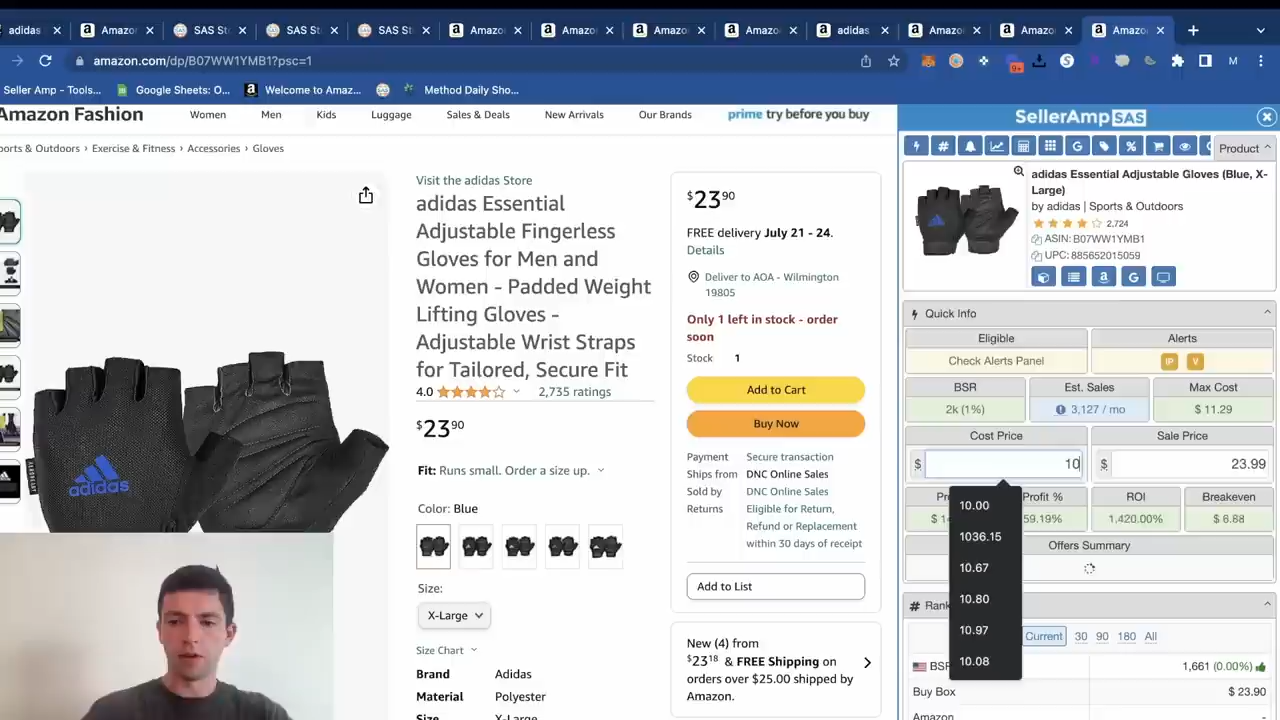 adidas
Amazon
SAS St
SAS St
SAS St
Amazo
Amazo
Amazo
Amazo
adidas
Amazo
Amazo
Amazo
amazon.com/dp/B07WW1YMB1?psc=1
9+
M
Seller Amp - Tools...
Google Sheets: O...
Welcome to Amaz...
Method Daily Sho...
Amazon Fashion
Women
Men
Kids
Luggage
Sales & Deals
New Arrivals
Our Brands
prime try before you buy
ports & Outdoors › Exercise & Fitness › Accessories › Gloves
adidas
Visit the adidas Store
adidas Essential
Adjustable Fingerless
Gloves for Men and
Women - Padded Weight
Lifting Gloves -
Adjustable Wrist Straps
for Tailored, Secure Fit
4.0
2,735 ratings
$23 90
Fit: Runs small. Order a size up.
Color: Blue
Size:
X-Large
Size Chart
Brand Adidas
Material Polyester
Size X-Large
$23 90
FREE delivery July 21 - 24.
Details
Deliver to AOA - Wilmington
19805
Only 1 left in stock - order
soon
Stock 1
Add to Cart
Buy Now
Payment Secure transaction
Ships from DNC Online Sales
Sold by DNC Online Sales
Returns Eligible for Return,
Refund or Replacement
within 30 days of receipt
Add to List
New (4) from
$23 18 & FREE Shipping on
orders over $25.00 shipped by
Amazon.
SellerAmp SAS
Product
adidas Essential Adjustable Gloves (Blue, X-
Large)
by adidas | Sports & Outdoors
2,724
ASIN: B07WW1YMB1
UPC: 885652015059
Quick Info
Eligible
Alerts
Check Alerts Panel
IP
V
BSR
Est. Sales
Max Cost
2k (1%)
3,127 / mo
$ 11.29
Cost Price
Sale Price
$ 10
$ 23.99
Profit %
ROI
Breakeven
59.19%
1,420.00%
$ 6.88
Offers Summary
10.00
1036.15
10.67
10.80
10.97
10.08
Current
30
90
180
All
1,661 (0.00%)
Buy Box
$ 23.90
Amazon
-